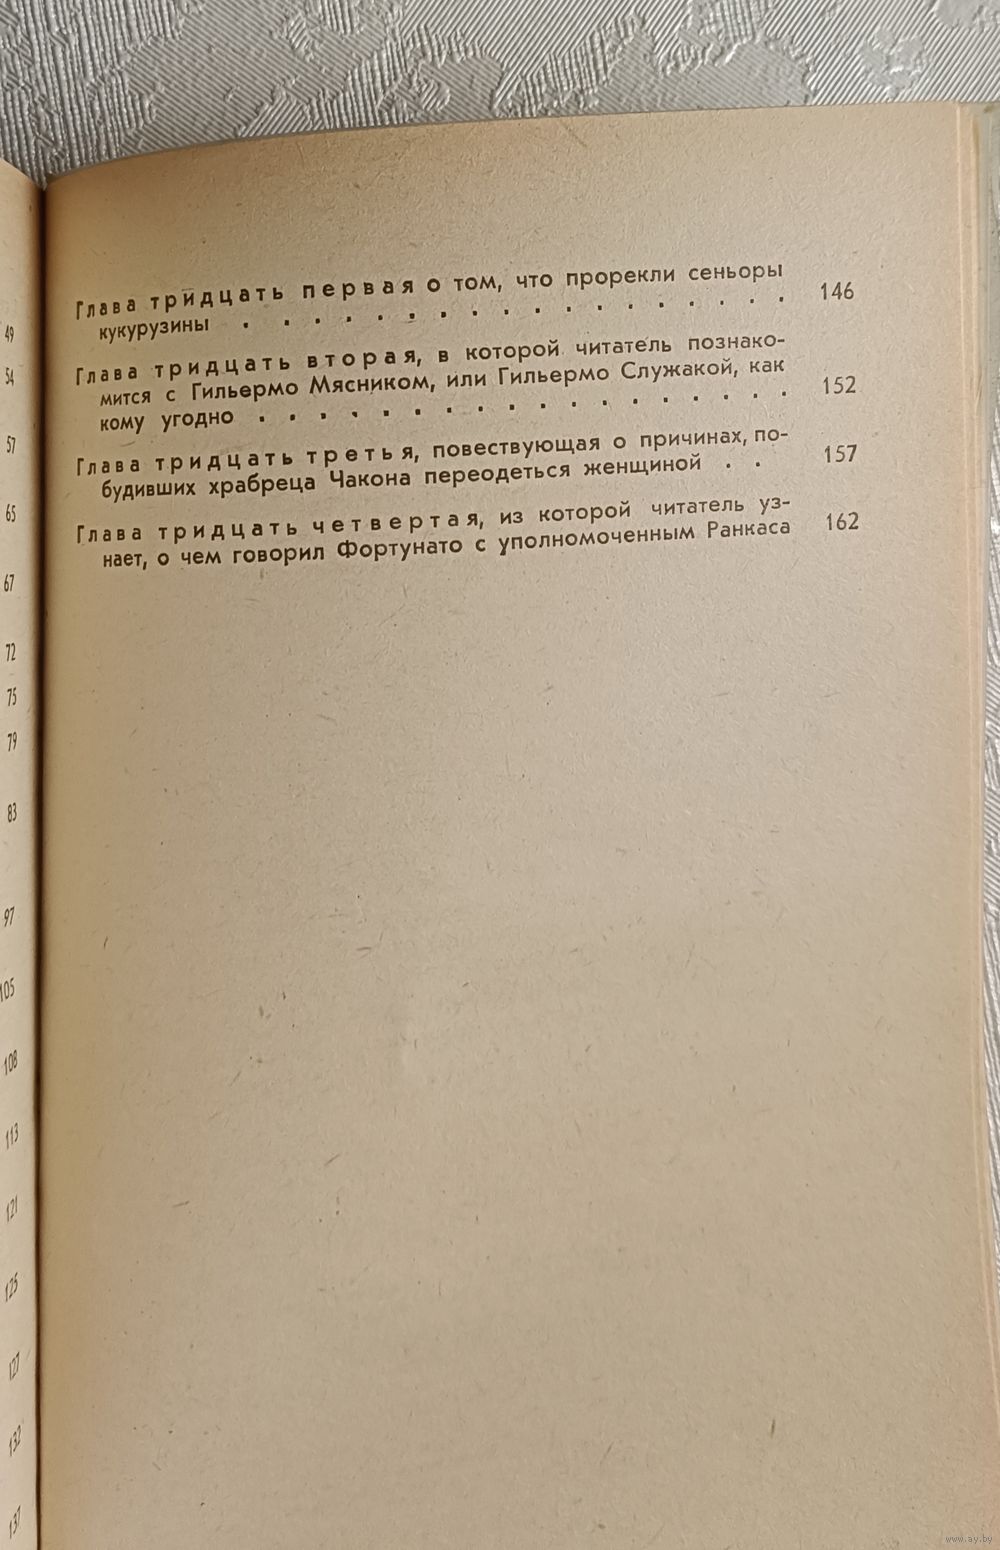 49
54
57
65
67
72
75
79
83
97
105
108
113
121
125
127
132
137
Глава тридцать первая о том, что прорекли сеньоры
кукурузины . . . . . . . . . . . . . . . . . 146
Глава тридцать вторая, в которой читатель познако-
мится с Гильермо Мясником, или Гильермо Служакой, как
кому угодно . . . . . . . . . . . . . . . . . 152
Глава тридцать третья, повествующая о причинах, по-
будивших храбреца Чакона переодеться женщиной . . 157
Глава тридцать четвертая, из которой читатель уз-
нает, о чем говорил Фортунато с уполномоченным Ранкаса 162
www.ay.by